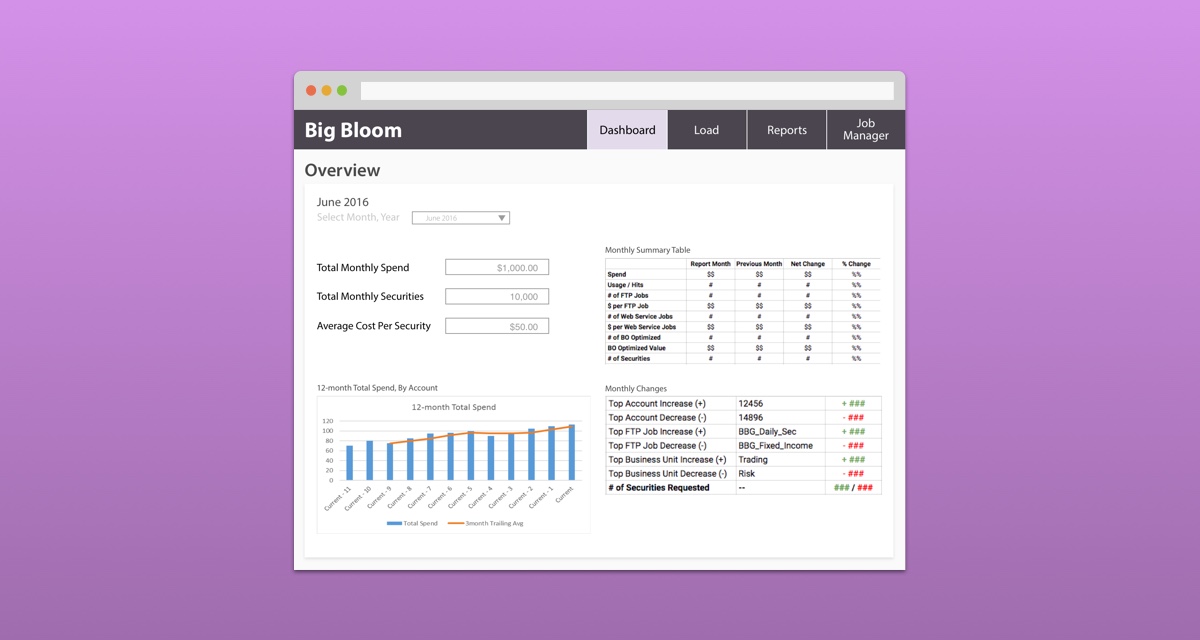 Big Bloom
Dashboard
Load
Reports
Job
Manager
Overview
June 2016
Select Month, Year
June 2016
Total Monthly Spend
$1,000.00
Total Monthly Securities
10,000
Average Cost Per Security
$50.00
Monthly Summary Table
Report Month Previous Month Net Change % Change
Spend $$ $$ $$ %%
Usage / Hits # # # %%
# of FTP Jobs # # # %%
$ per FTP Job $$ $$ $$ %%
# of Web Service Jobs # # # %%
$ per Web Service Jobs $$ $$ $$ %%
# of BO Optimized # # # %%
BO Optimized Value $$ $$ $$ %%
# of Securities # # # %%
12-month Total Spend, By Account
12-month Total Spend
120
100
80
60
40
20
0
Current - 11
Current - 10
Current - 9
Current - 8
Current - 7
Current - 6
Current - 5
Current - 4
Current - 3
Current - 2
Current - 1
Current
Total Spend
3month Trailing Avg
Monthly Changes
Top Account Increase (+) 12456 + ###
Top Account Decrease (-) 14896 - ###
Top FTP Job Increase (+) BBG_Daily_Sec + ###
Top FTP Job Decrease (-) BBG_Fixed_Income - ###
Top Business Unit Increase (+) Trading + ###
Top Business Unit Decrease (-) Risk - ###
# of Securities Requested -- ### / ###